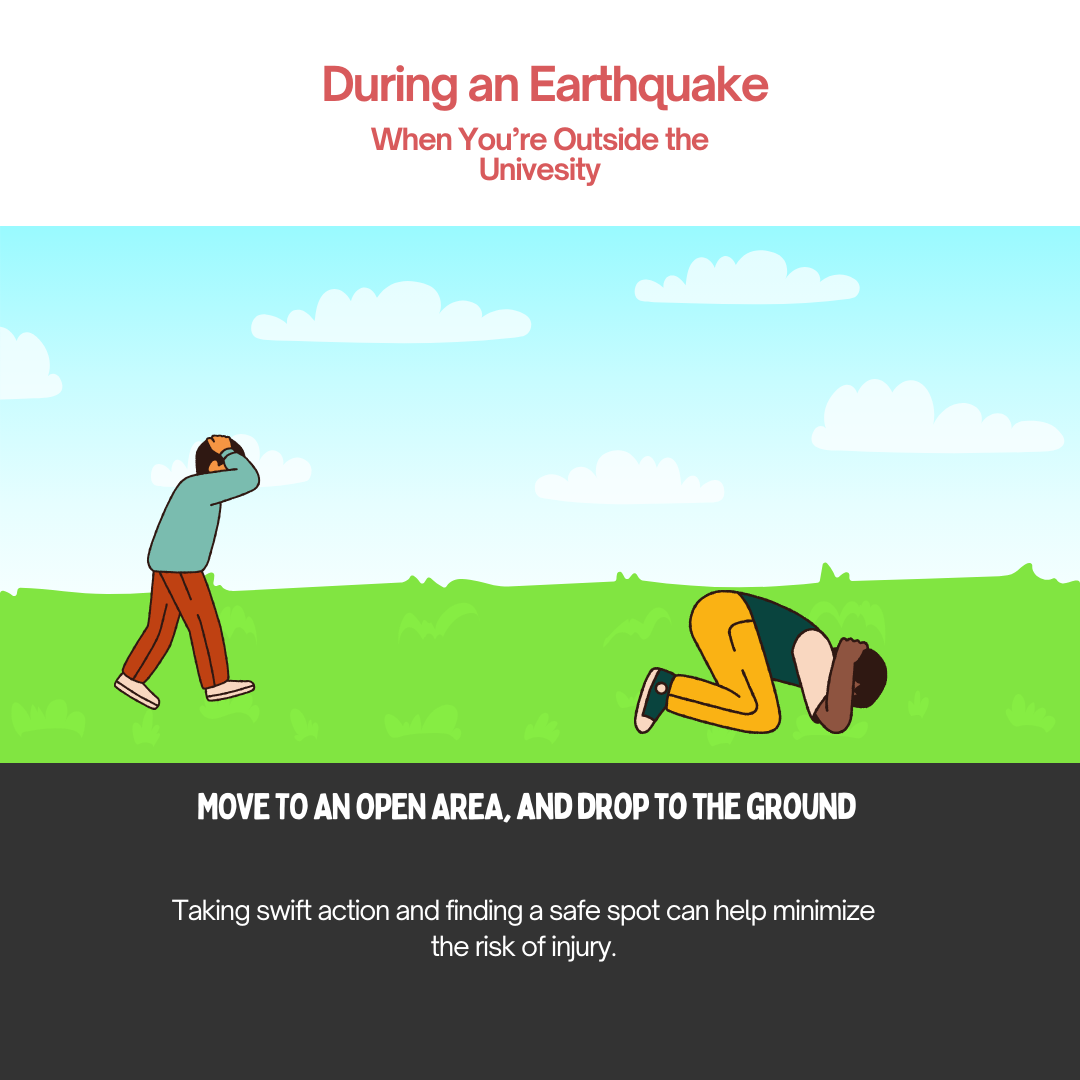 During an Earthquake
When You’re Outside the
Univesity
MOVE TO AN OPEN AREA, AND DROP TO THE GROUND
Taking swift action and finding a safe spot can help minimize
the risk of injury.